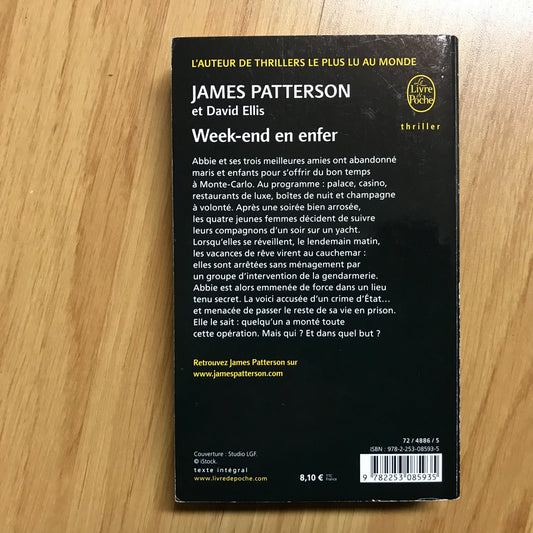 L'AUTEUR DE THRILLERS LE PLUS LU AU MONDE
JAMES PATTERSON
et David Ellis
Le
Livre
de
Poche
thriller
Week-end en enfer
Abbie et ses trois meilleures amies ont abandonné
maris et enfants pour s'offrir du bon temps
à Monte-Carlo. Au programme : palace, casino,
restaurants de luxe, boîtes de nuit et champagne
à volonté. Après une soirée bien arrosée,
les quatre jeunes femmes décident de suivre
leurs compagnons d'un soir sur un yacht.
Lorsqu'elles se réveillent, le lendemain matin,
les vacances de rêve virent au cauchemar :
elles sont arrêtées sans ménagement par
un groupe d'intervention de la gendarmerie.
Abbie est alors emmenée de force dans un lieu
tenu secret. La voici accusée d'un crime d'État…
et menacée de passer le reste de sa vie en prison.
Elle le sait : quelqu'un a monté toute
cette opération. Mais qui ? Et dans quel but ?
Retrouvez James Patterson sur
www.jamespatterson.com
Couverture : Studio LGF.
© iStock.
texte intégral
www.livredepoche.com
8,10 €
TTC
France
72 / 4886 / 5
ISBN : 978-2-253-08593-5
9 782253 085935